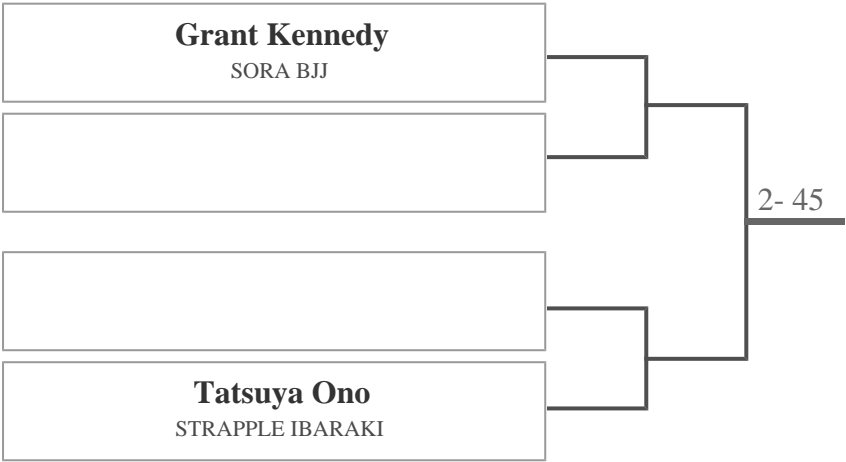 Grant Kennedy
SORA BJJ
2- 45
Tatsuya Ono
STRAPPLE IBARAKI